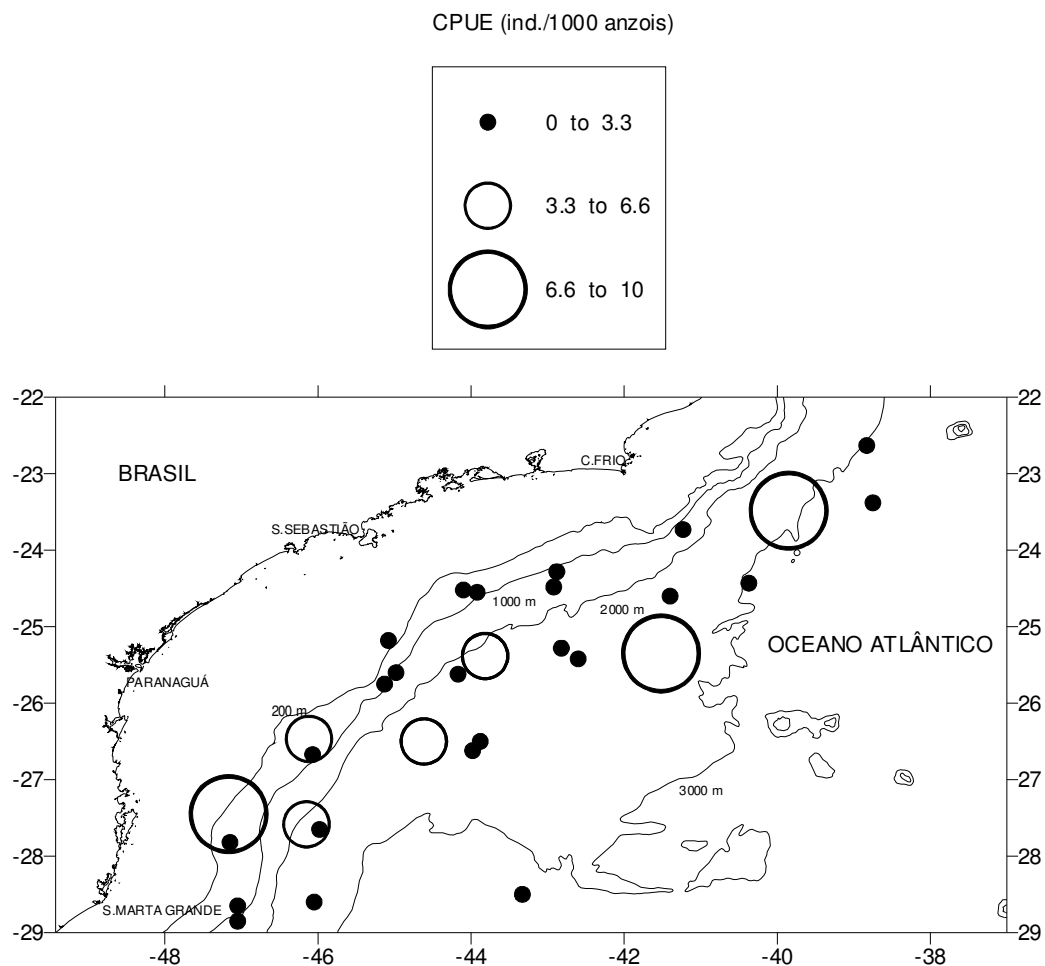 CPUE (ind./1000 anzois)
0 to 3.3
3.3 to 6.6
6.6 to 10
-22
-22
BRASIL
C.FRIO
-23
-23
S.SEBASTIÃO
-24
-24
1000 m
2000 m
-25
-25
OCEANO ATLÂNTICO
PARANAGUÁ
-26
-26
200 m
-27
-27
3000 m
-28
-28
S.MARTA GRANDE
-29
-29
-48 -46 -44 -42 -40 -38